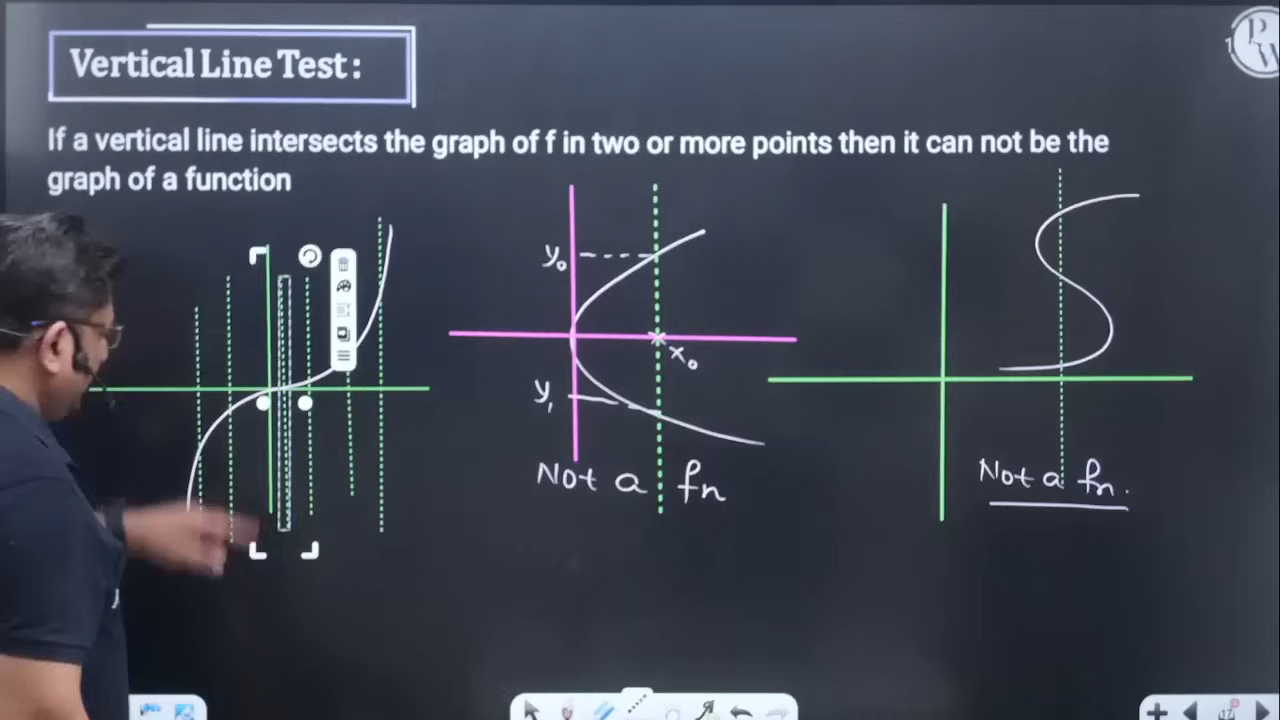 Vertical Line Test:
If a vertical line intersects the graph of f in two or more points then it can not be the
graph of a function
y₀
x₀
y₁
Not a fn
Not a fn.
PW